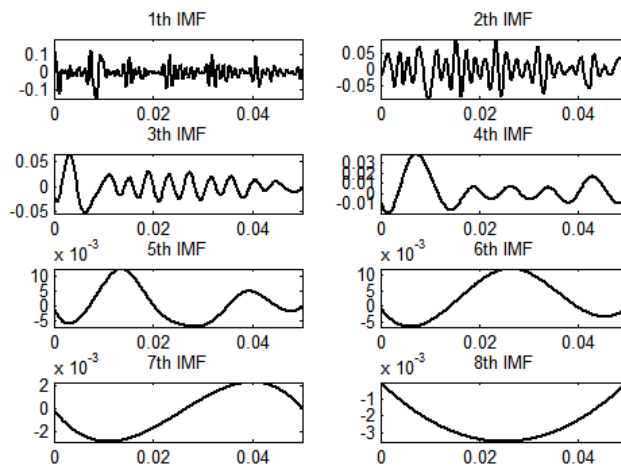 1th IMF
2th IMF
0.1
0
-0.1
0 0.02 0.04
0.05
0
-0.05
0 0.02 0.04
3th IMF
4th IMF
0.05
0
-0.05
0 0.02 0.04
0.03
0.02
0.01
0
-0.01
0 0.02 0.04
5th IMF
6th IMF
x 10-3
10
5
0
-5
0 0.02 0.04
x 10-3
10
5
0
-5
0 0.02 0.04
7th IMF
8th IMF
x 10-3
2
0
-2
0 0.02 0.04
x 10-3
-1
-2
-3
0 0.02 0.04